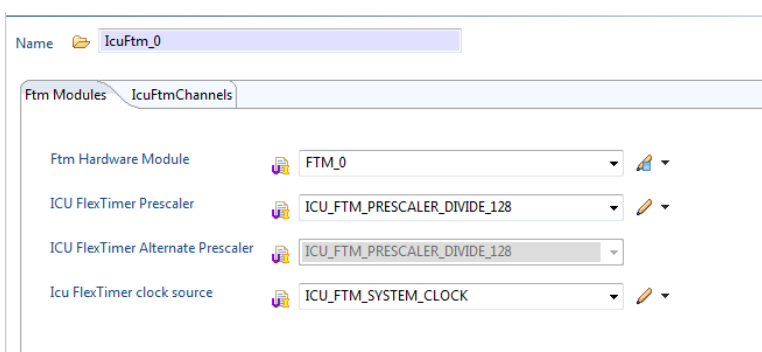 Name IcuFtm_0
Ftm Modules IcuFtmChannels
Ftm Hardware Module FTM_0
ICU FlexTimer Prescaler ICU_FTM_PRESCALER_DIVIDE_128
ICU FlexTimer Alternate Prescaler ICU_FTM_PRESCALER_DIVIDE_128
Icu FlexTimer clock source ICU_FTM_SYSTEM_CLOCK